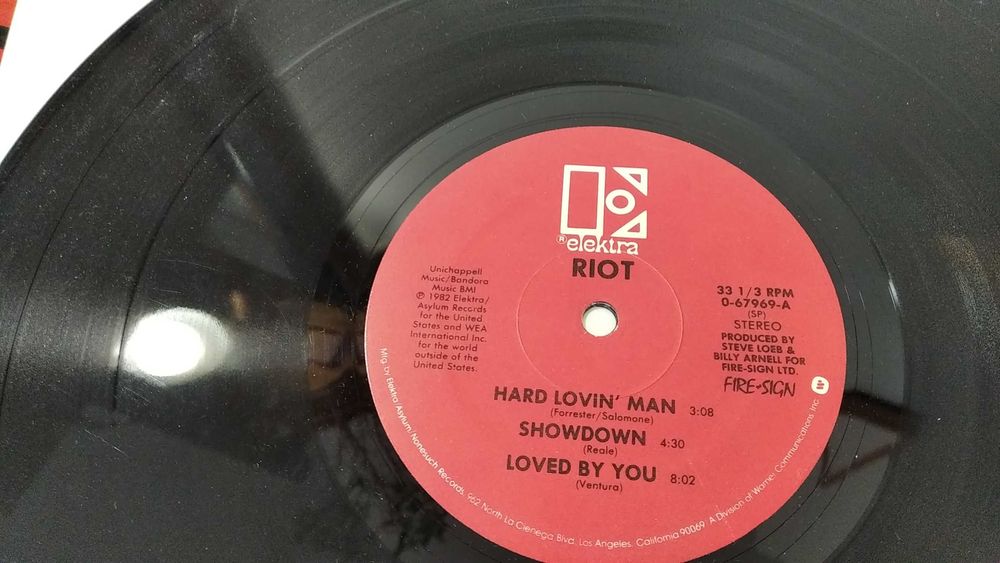 ® elektra
RIOT
Unichappell
Music/Bandora
Music BMI
℗ 1982 Elektra/
Asylum Records
for the United
States and WEA
International Inc.
for the world
outside of the
United States.
33 1/3 RPM
0-67969-A
(SP)
STEREO
PRODUCED BY
STEVE LOEB &
BILLY ARNELL FOR
FIRE-SIGN LTD.
FIRE•SIGN
HARD LOVIN' MAN 3:08
(Forrester/Salomone)
SHOWDOWN 4:30
(Reale)
LOVED BY YOU 8:02
(Ventura)
Mfg by Elektra/Asylum/Nonesuch Records, 962 North La Cienega Blvd. Los Angeles, California 90069 A Division of Warner Communications Inc.